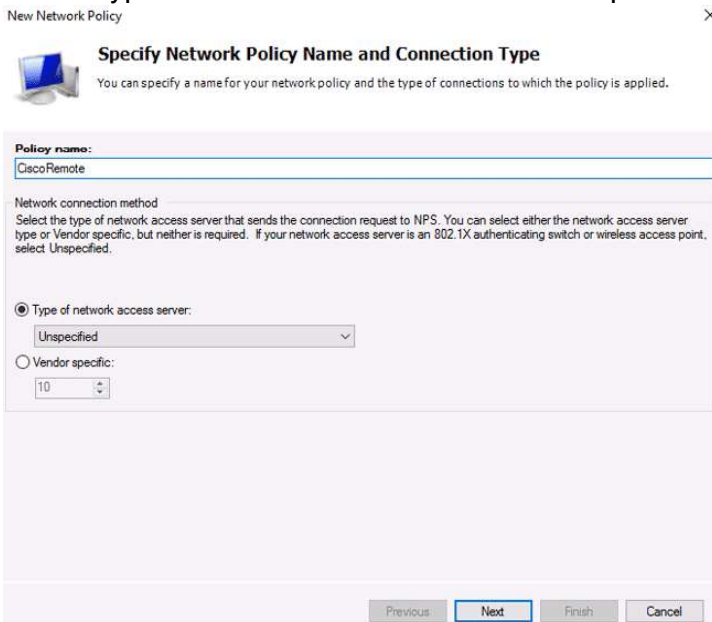 New Network Policy
Specify Network Policy Name and Connection Type
You can specify a name for your network policy and the type of connections to which the policy is applied.
Policy name:
CiscoRemote
Network connection method
Select the type of network access server that sends the connection request to NPS. You can select either the network access server
type or Vendor specific, but neither is required. If your network access server is an 802.1X authenticating switch or wireless access point,
select Unspecified.
Type of network access server:
Unspecified
Vendor specific:
10
Previous Next Finish Cancel